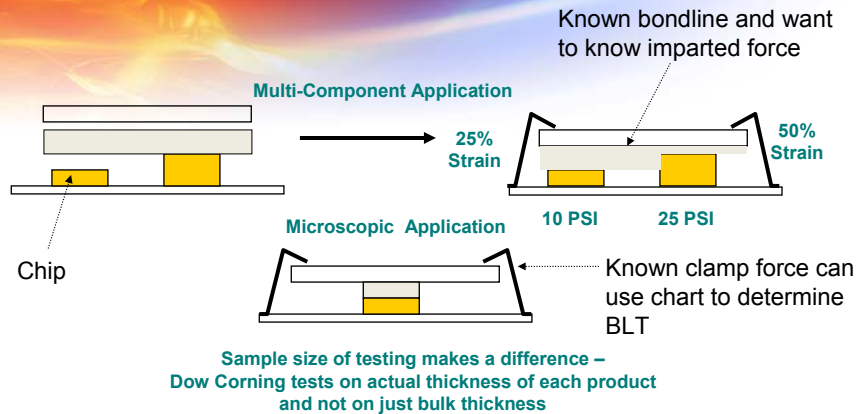 Known bondline and want
to know imparted force
Multi-Component Application
25%
Strain
50%
Strain
10 PSI
25 PSI
Microscopic Application
Chip
Known clamp force can
use chart to determine
BLT
Sample size of testing makes a difference –
Dow Corning tests on actual thickness of each product
and not on just bulk thickness